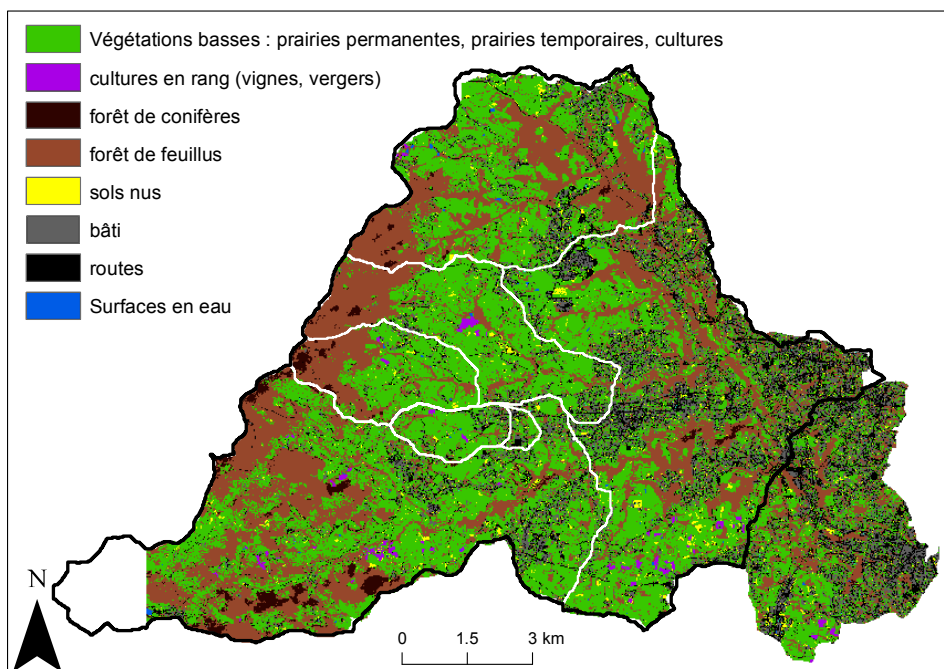 Végétations basses : prairies permanentes, prairies temporaires, cultures
cultures en rang (vignes, vergers)
forêt de conifères
forêt de feuillus
sols nus
bâti
routes
Surfaces en eau
N
0 1.5 3 km